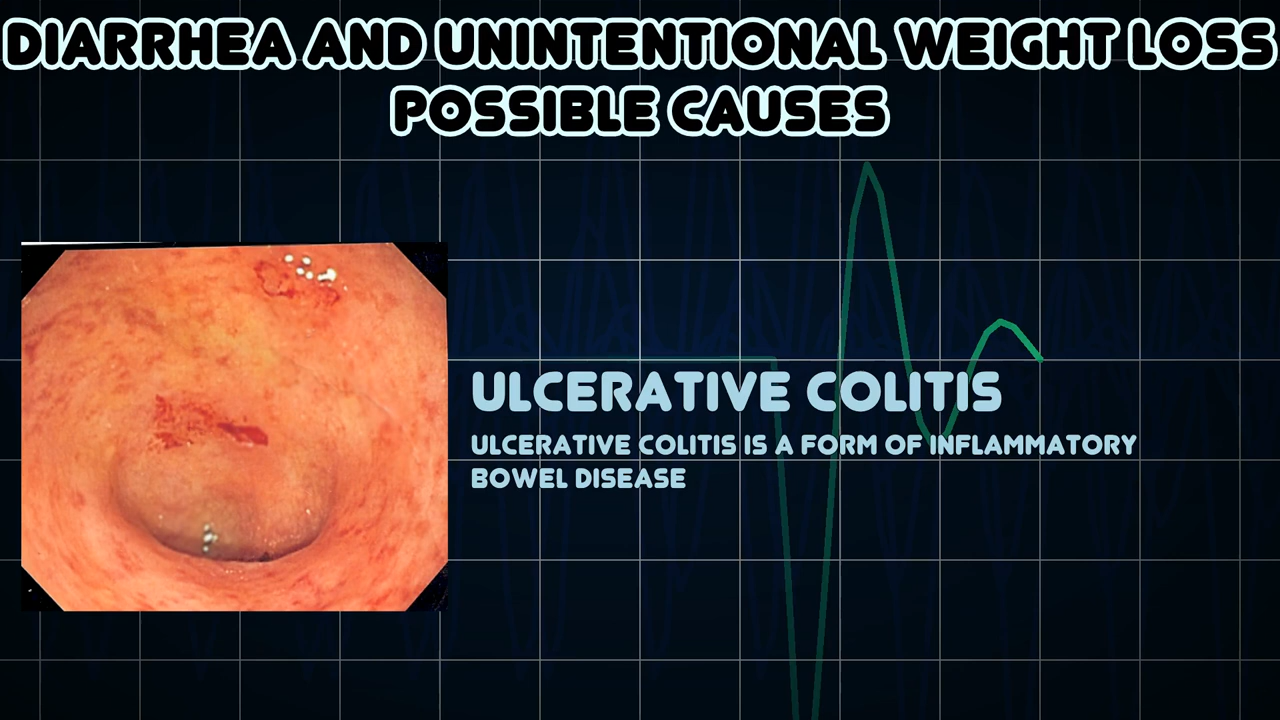 DIARRHEA AND UNINTENTIONAL WEIGHT LOSS
POSSIBLE CAUSES
ULCERATIVE COLITIS
ULCERATIVE COLITIS IS A FORM OF INFLAMMATORY
BOWEL DISEASE